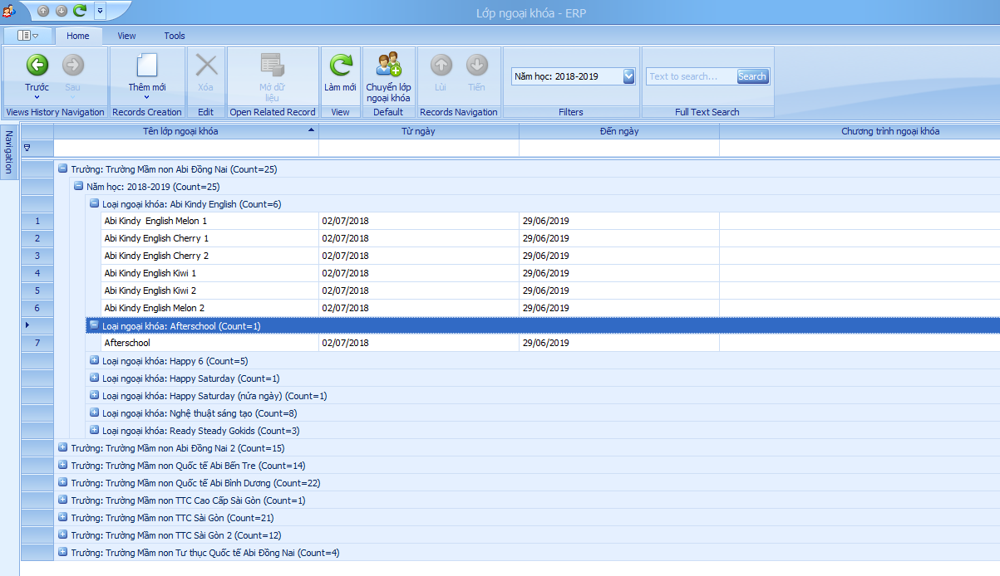 Lớp ngoại khóa - ERP
Home View Tools
Trước Sau Thêm mới Xóa Mở dữ liệu Làm mới Chuyển lớp ngoại khóa Lùi Tiến Năm học: 2018-2019 Text to search... Search
Views History Navigation Records Creation Edit Open Related Record View Default Records Navigation Filters Full Text Search
Navigation
Tên lớp ngoại khóa Từ ngày Đến ngày Chương trình ngoại khóa
Trường: Trường Mầm non Abi Đồng Nai (Count=25)
Năm học: 2018-2019 (Count=25)
Loại ngoại khóa: Abi Kindy English (Count=6)
1 Abi Kindy English Melon 1 02/07/2018 29/06/2019
2 Abi Kindy English Cherry 1 02/07/2018 29/06/2019
3 Abi Kindy English Cherry 2 02/07/2018 29/06/2019
4 Abi Kindy English Kiwi 1 02/07/2018 29/06/2019
5 Abi Kindy English Kiwi 2 02/07/2018 29/06/2019
6 Abi Kindy English Melon 2 02/07/2018 29/06/2019
Loại ngoại khóa: Afterschool (Count=1)
7 Afterschool 02/07/2018 29/06/2019
Loại ngoại khóa: Happy 6 (Count=5)
Loại ngoại khóa: Happy Saturday (Count=1)
Loại ngoại khóa: Happy Saturday (nửa ngày) (Count=1)
Loại ngoại khóa: Nghệ thuật sáng tạo (Count=8)
Loại ngoại khóa: Ready Steady Gokids (Count=3)
Trường: Trường Mầm non Abi Đồng Nai 2 (Count=15)
Trường: Trường Mầm non Quốc tế Abi Bến Tre (Count=14)
Trường: Trường Mầm non Quốc tế Abi Bình Dương (Count=22)
Trường: Trường Mầm non TTC Cao Cấp Sài Gòn (Count=1)
Trường: Trường Mầm non TTC Sài Gòn (Count=21)
Trường: Trường Mầm non TTC Sài Gòn 2 (Count=12)
Trường: Trường Mầm non Tư thục Quốc tế Abi Đồng Nai (Count=4)